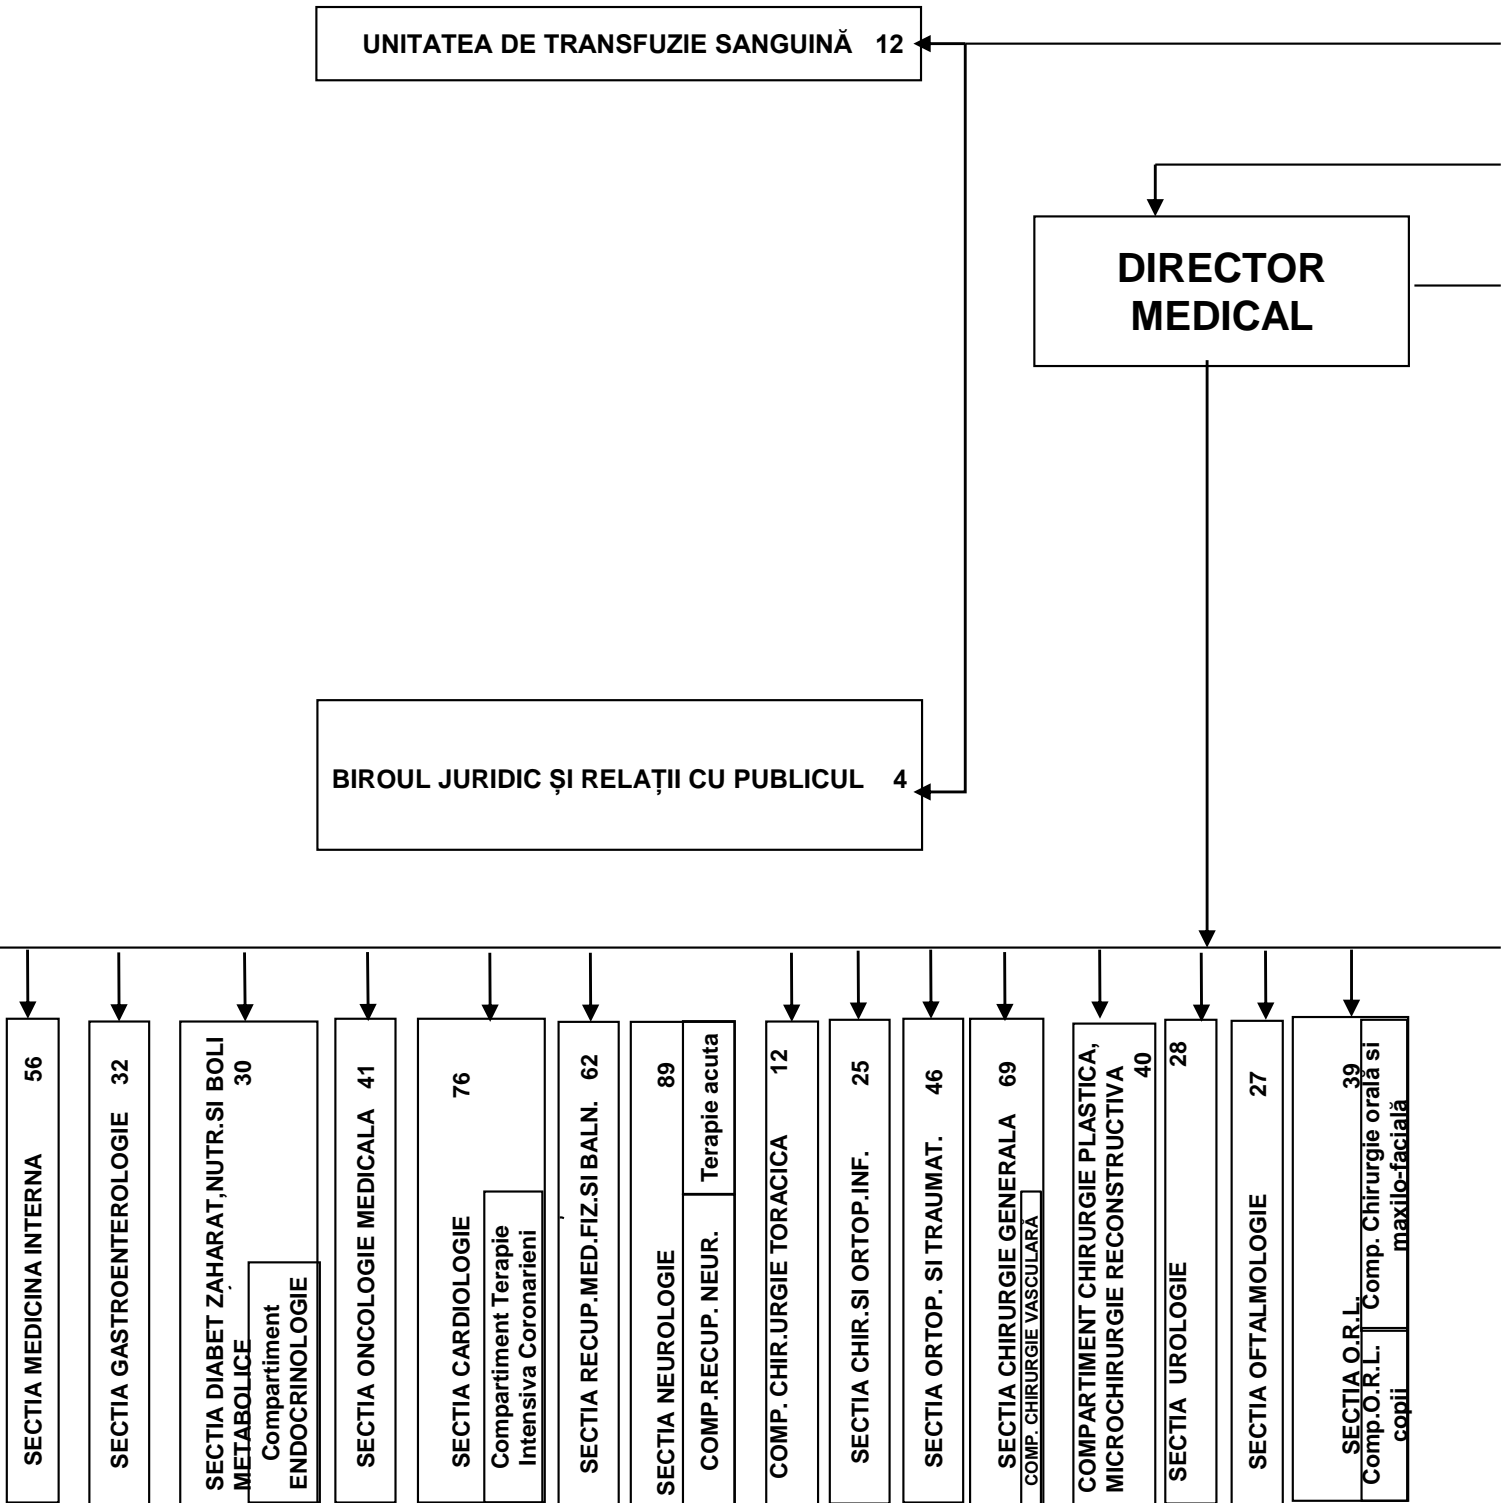 UNITATEA DE TRANSFUZIE SANGUINĂ 12
DIRECTOR
MEDICAL
BIROUL JURIDIC ȘI RELAȚII CU PUBLICUL 4
SECTIA MEDICINA INTERNA 56
SECTIA GASTROENTEROLOGIE 32
SECTIA DIABET ZAHARAT,NUTR.SI BOLI
METABOLICE 30
Compartiment
ENDOCRINOLOGIE
SECTIA ONCOLOGIE MEDICALA 41
SECTIA CARDIOLOGIE 76
Compartiment Terapie
Intensiva Coronarieni
SECTIA RECUP.MED.FIZ.SI BALN. 62
SECTIA NEUROLOGIE 89
COMP.RECUP. NEUR.
Terapie acuta
COMP. CHIR.URGIE TORACICA 12
SECTIA CHIR.SI ORTOP.INF. 25
SECTIA ORTOP. SI TRAUMAT. 46
SECTIA CHIRURGIE GENERALA 69
COMP. CHIRURGIE VASCULARĂ
COMPARTIMENT CHIRURGIE PLASTICA,
MICROCHIRURGIE RECONSTRUCTIVA
40
SECTIA UROLOGIE 28
SECTIA OFTALMOLOGIE 27
SECTIA O.R.L. 39
Comp.O.R.L.
copii
Comp. Chirurgie orală si
maxilo-facială